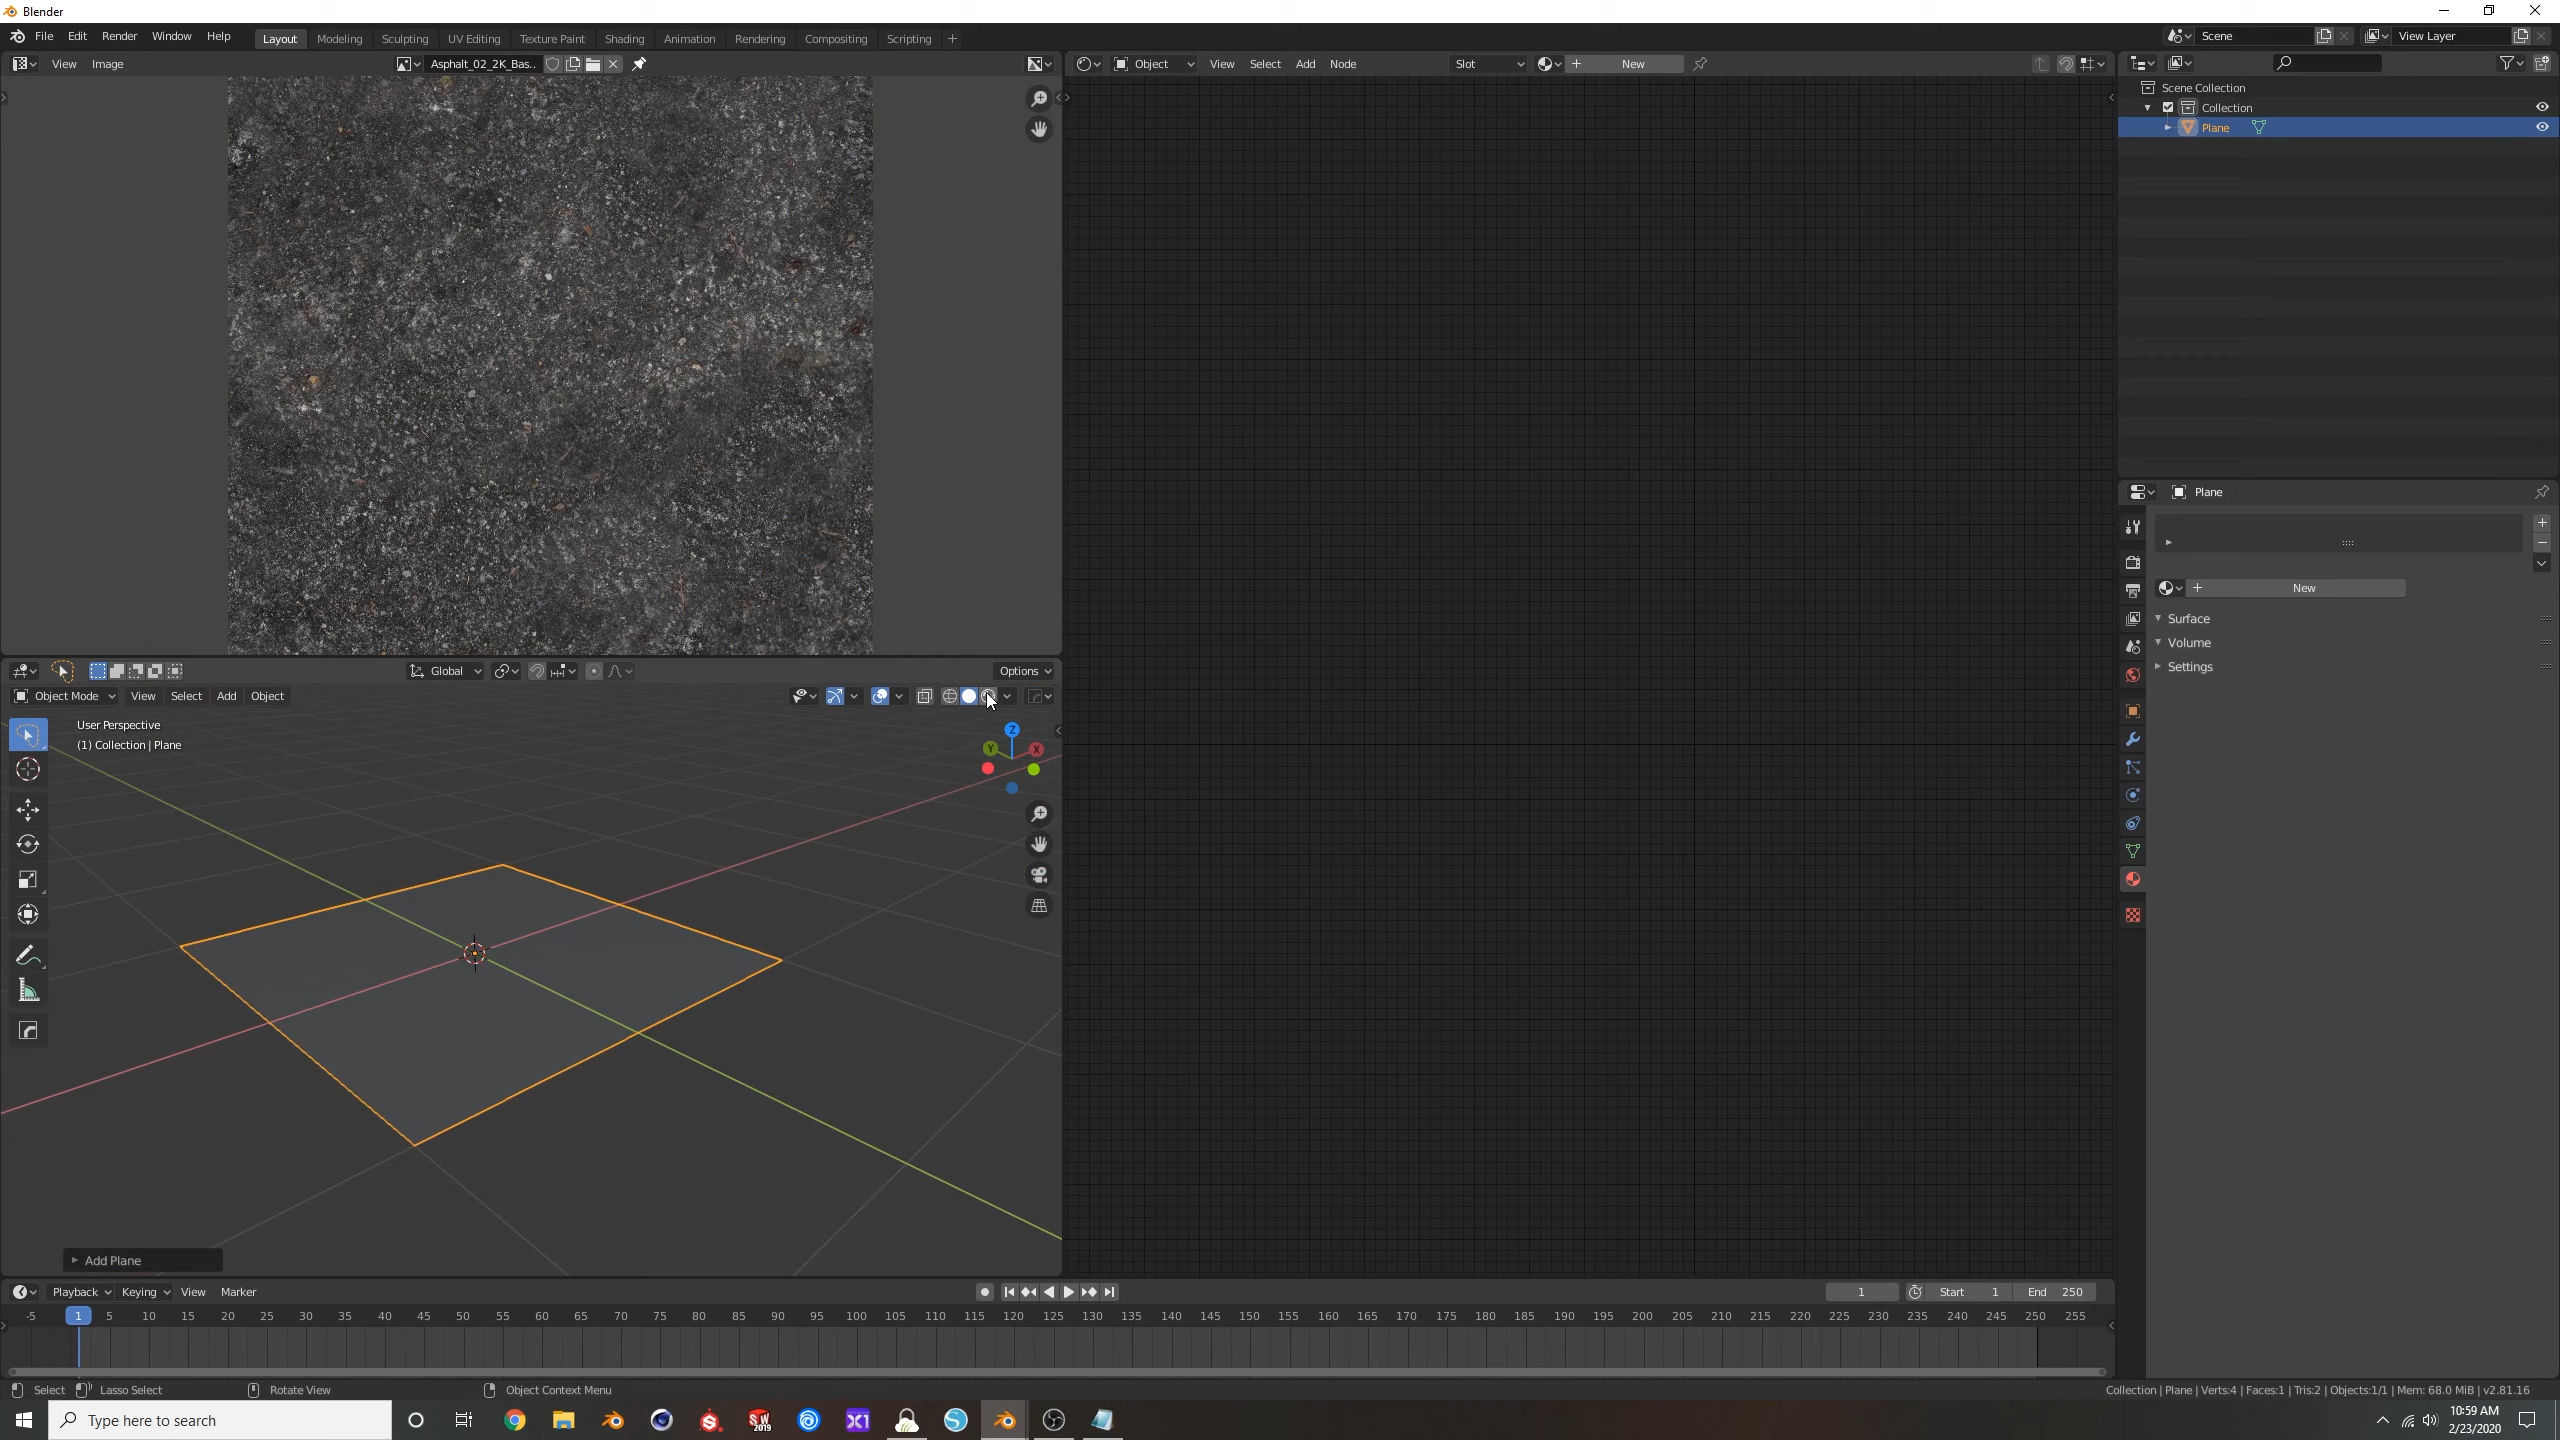 Blender
File Edit Render Window Help Layout Modeling Sculpting UV Editing Texture Paint Shading Animation Rendering Compositing Scripting + Scene View Layer
View Image Asphalt_02_2K_Bas.. Object View Select Add Node Slot New
Scene Collection
Collection
Plane
Plane
New
Surface
Volume
Settings
Global Options
Object Mode View Select Add Object
User Perspective
(1) Collection | Plane
Z
Y X
Add Plane
Playback Keying View Marker 1 Start 1 End 250
-5 1 5 10 15 20 25 30 35 40 45 50 55 60 65 70 75 80 85 90 95 100 105 110 115 120 125 130 135 140 145 150 155 160 165 170 175 180 185 190 195 200 205 210 215 220 225 230 235 240 245 250 255
Select Lasso Select Rotate View Object Context Menu Collection | Plane | Verts:4 | Faces:1 | Tris:2 | Objects:1/1 | Mem: 68.0 MiB | v2.81.16
Type here to search SW 2019 X1 S 10:59 AM
2/23/2020